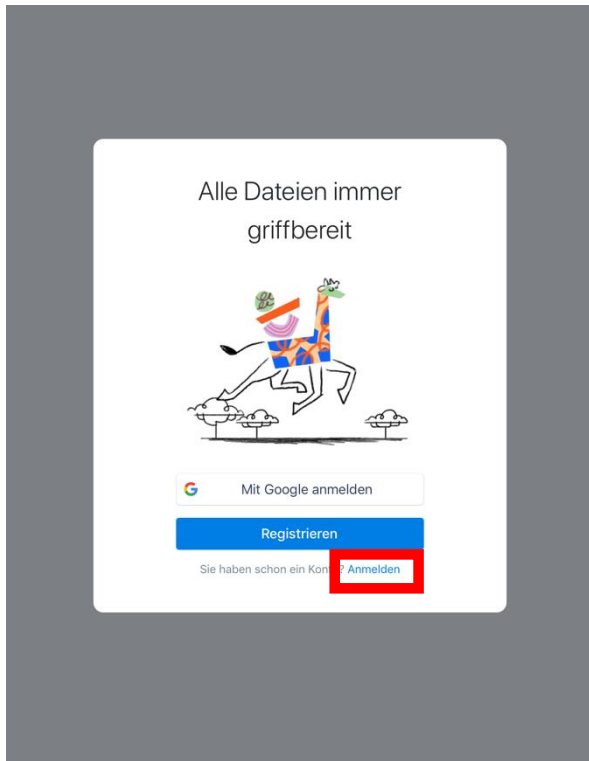 Alle Dateien immer
griffbereit
Mit Google anmelden
Registrieren
Sie haben schon ein Kon ? Anmelden